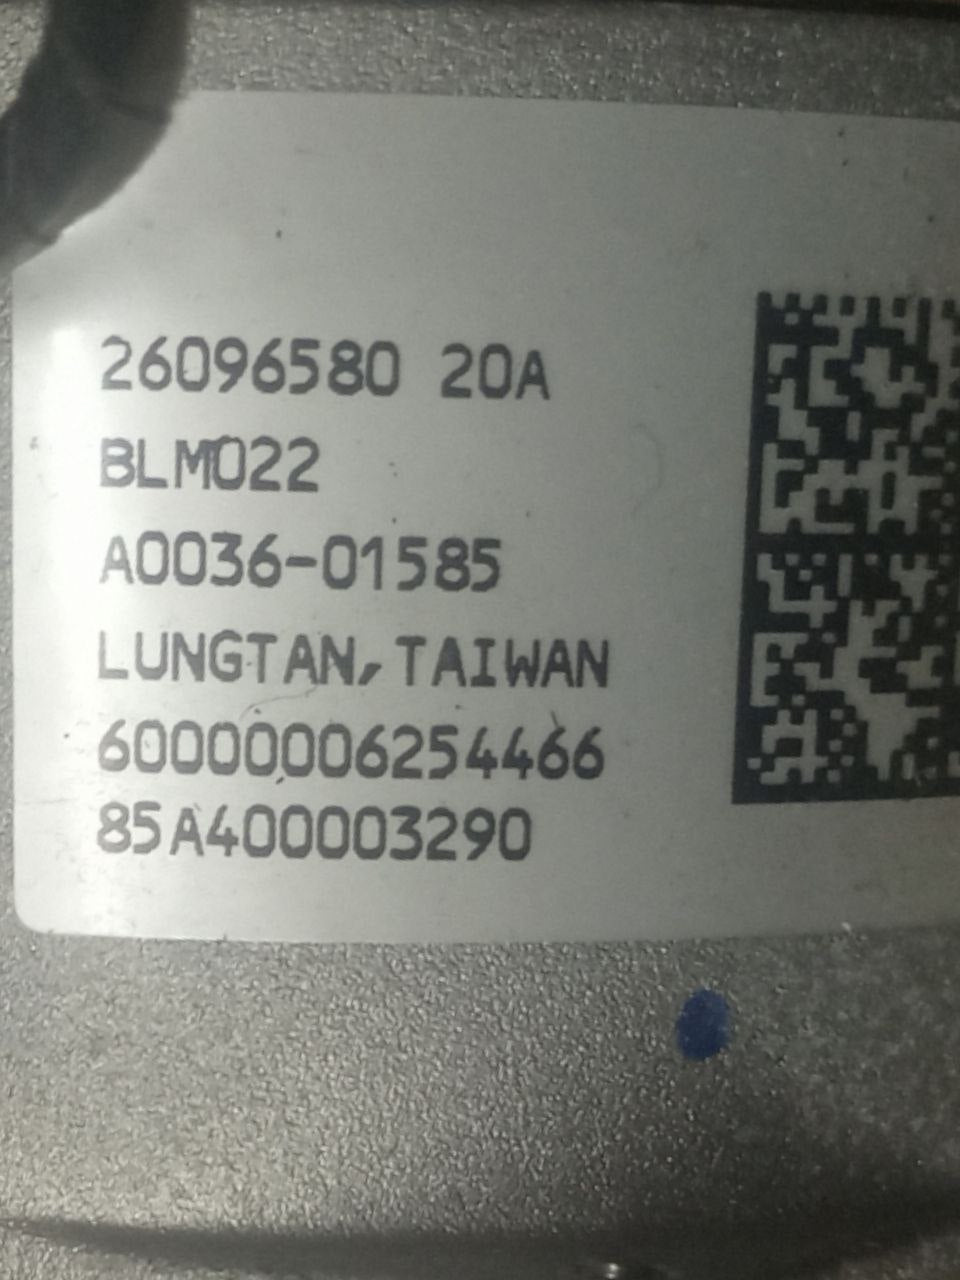 26096580 20A
BLM022
A0036-01585
LUNGTAN, TAIWAN
60000006254466
85A400003290